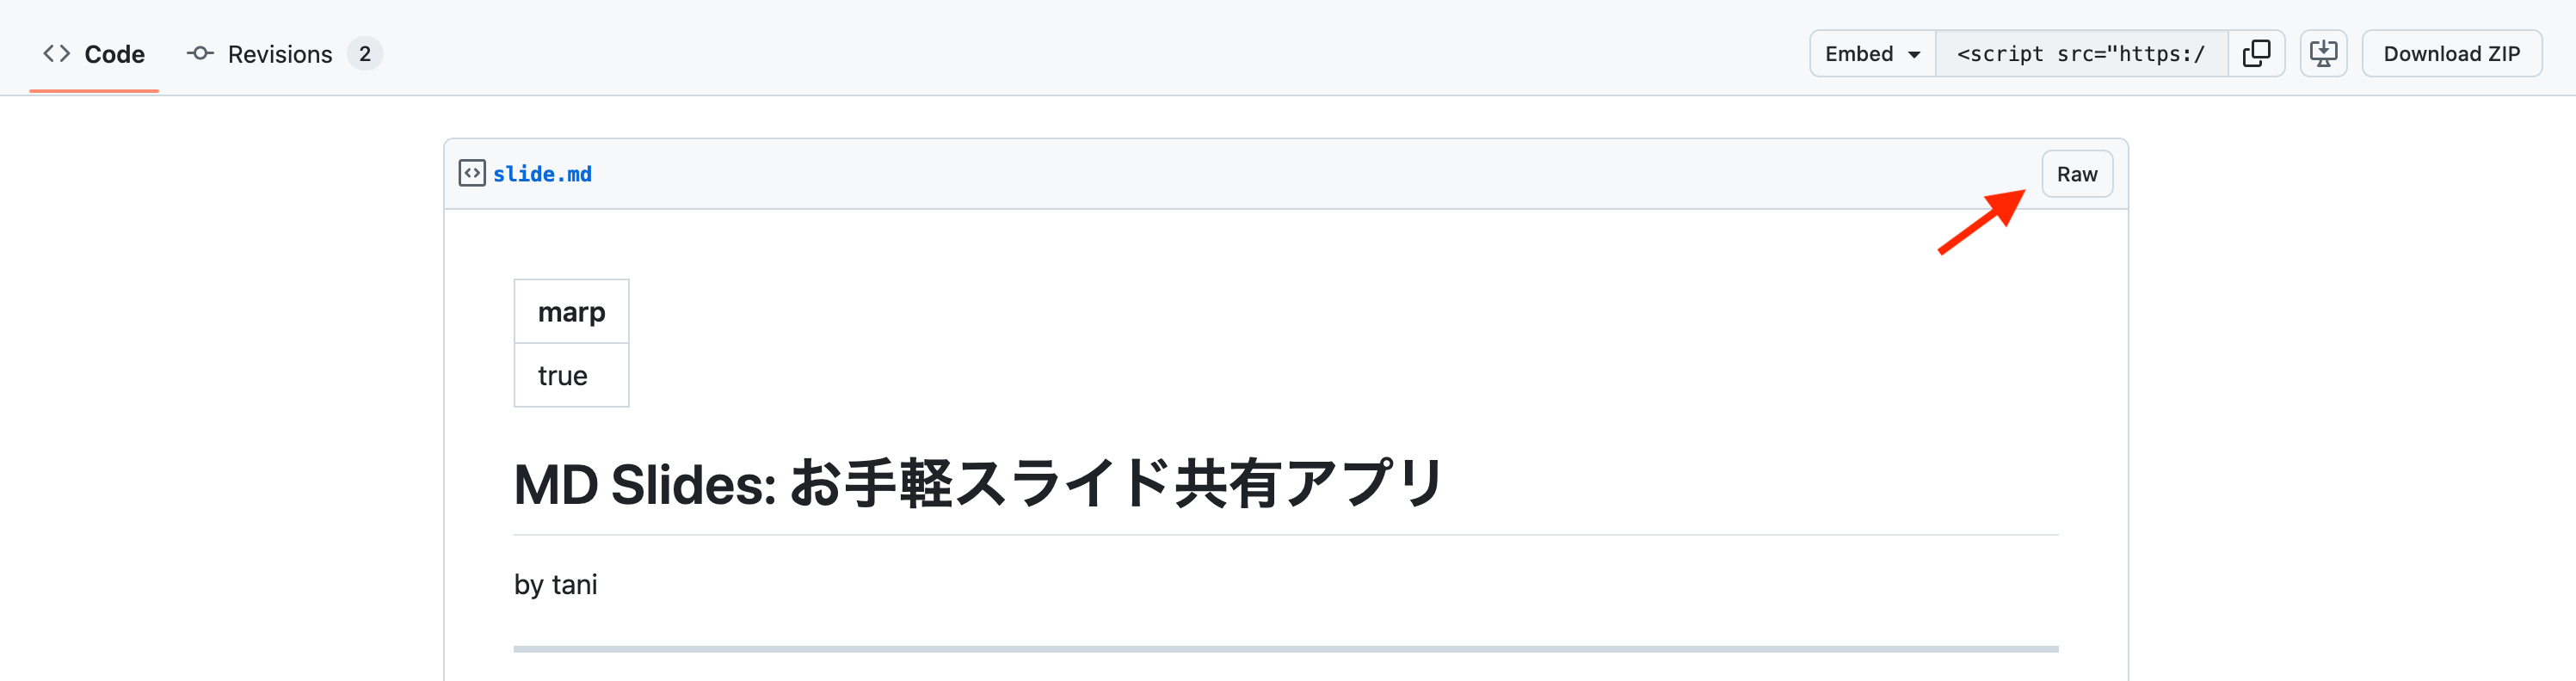 Code Revisions 2 Embed <script src="https:/ Download ZIP
slide.md Raw
marp
true
MD Slides: お手軽スライド共有アプリ
by tani